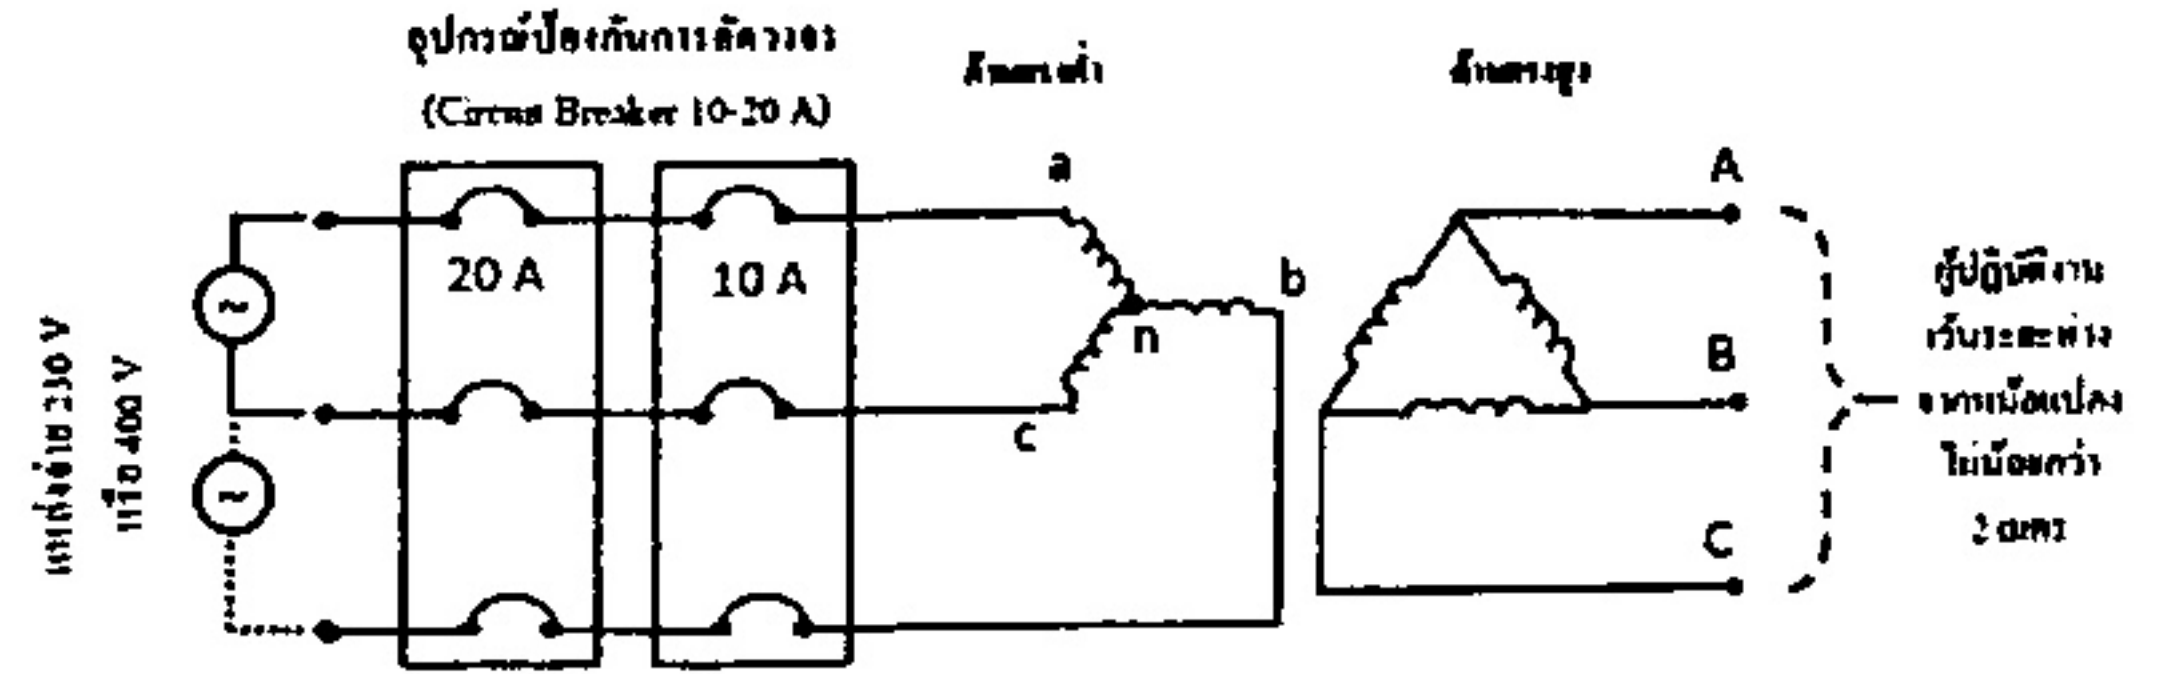 อุปกรณ์ป้องกันการลัดวงจร
(Circuit Breaker 10-20 A)
ด้านแรงต่ำ
ด้านแรงสูง
a
A
20 A
10 A
b
n
B
c
C
แหล่งจ่าย 230 V
หรือ 400 V
ผู้ปฏิบัติงาน
เว้นระยะห่าง
จากหม้อแปลง
ไม่น้อยกว่า
2 เมตร